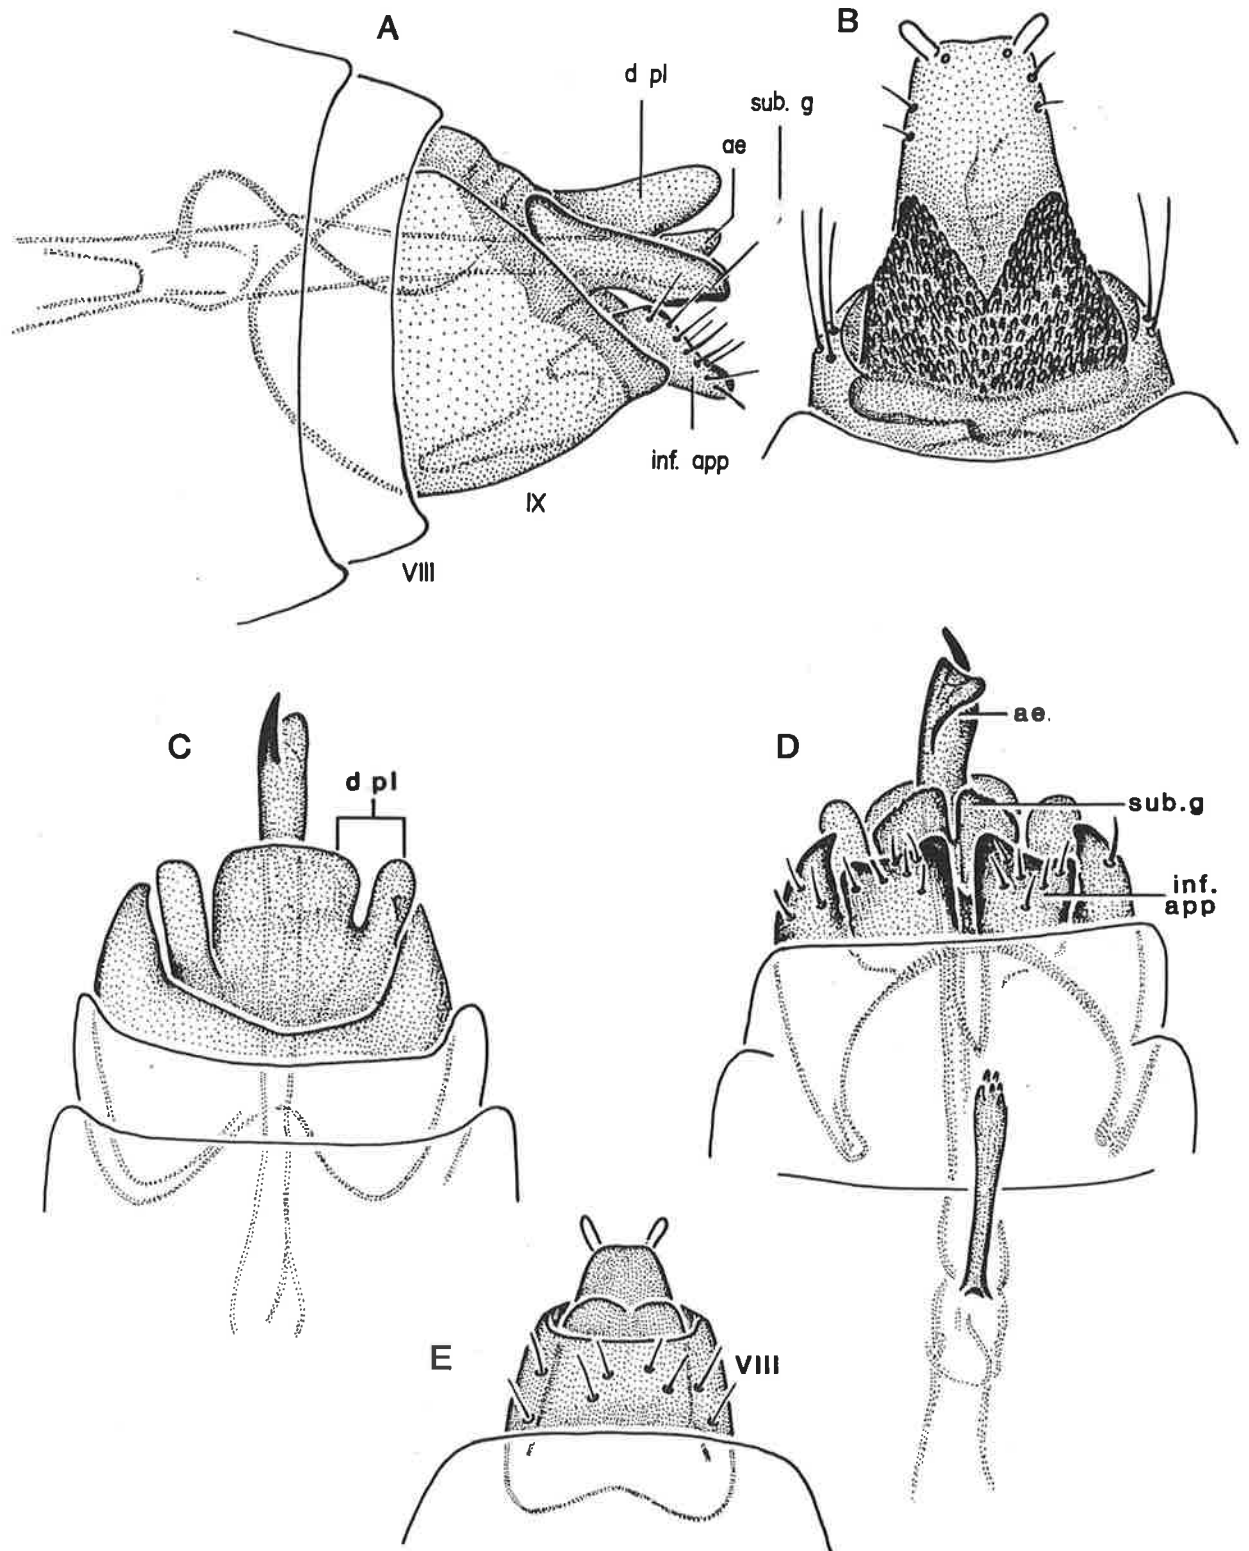 A
B
d pl
sub. g
ae
inf. app
IX
VIII
C
d pl
D
ae.
sub.g
inf.
app
E
VIII